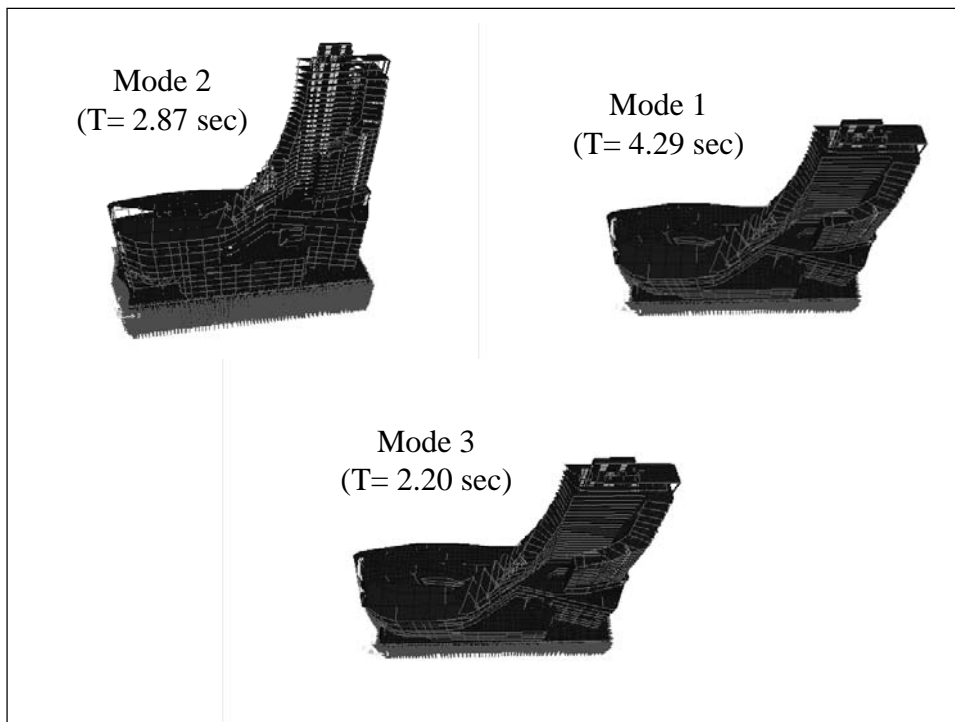 Mode 2
(T= 2.87 sec)
Mode 1
(T= 4.29 sec)
Mode 3
(T= 2.20 sec)